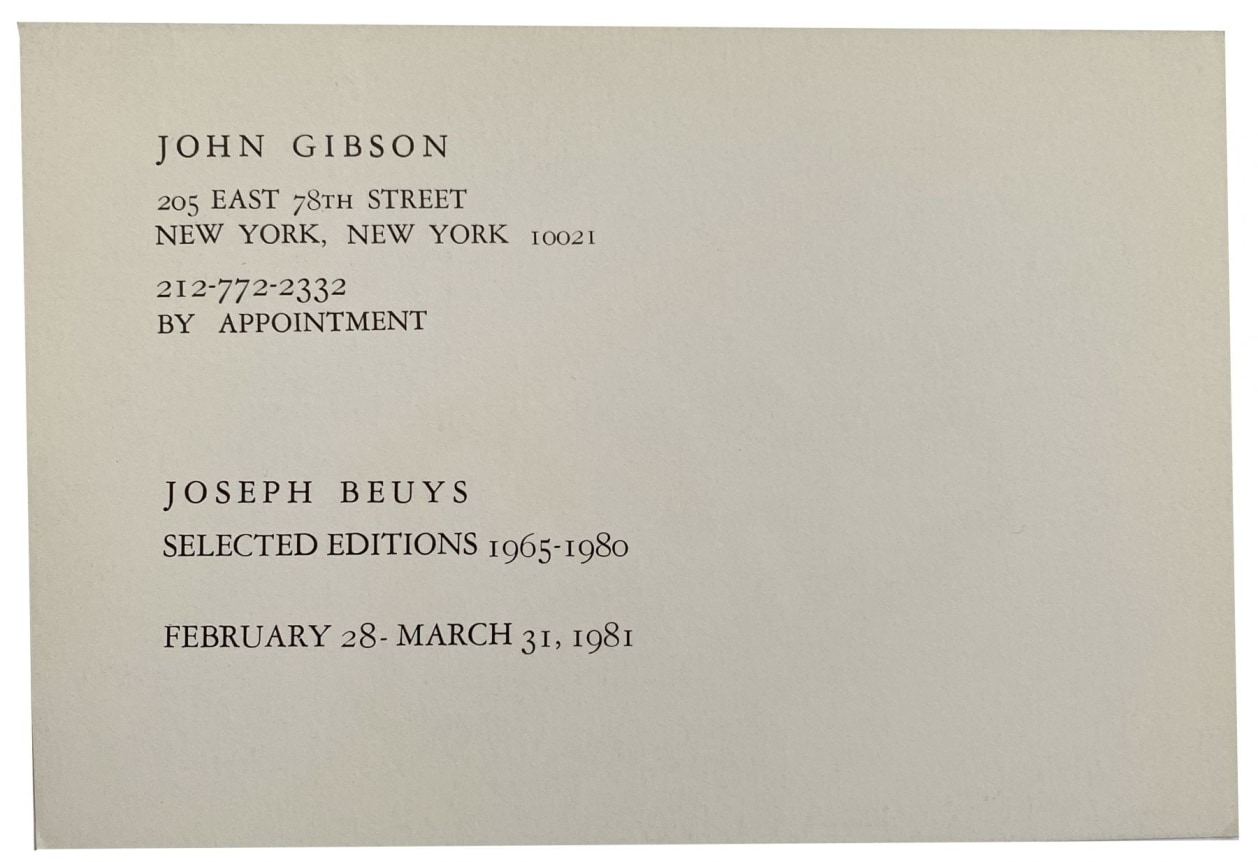 JOHN GIBSON
205 EAST 78TH STREET
NEW YORK, NEW YORK 10021
212-772-2332
BY APPOINTMENT
JOSEPH BEUYS
SELECTED EDITIONS 1965-1980
FEBRUARY 28- MARCH 31, 1981